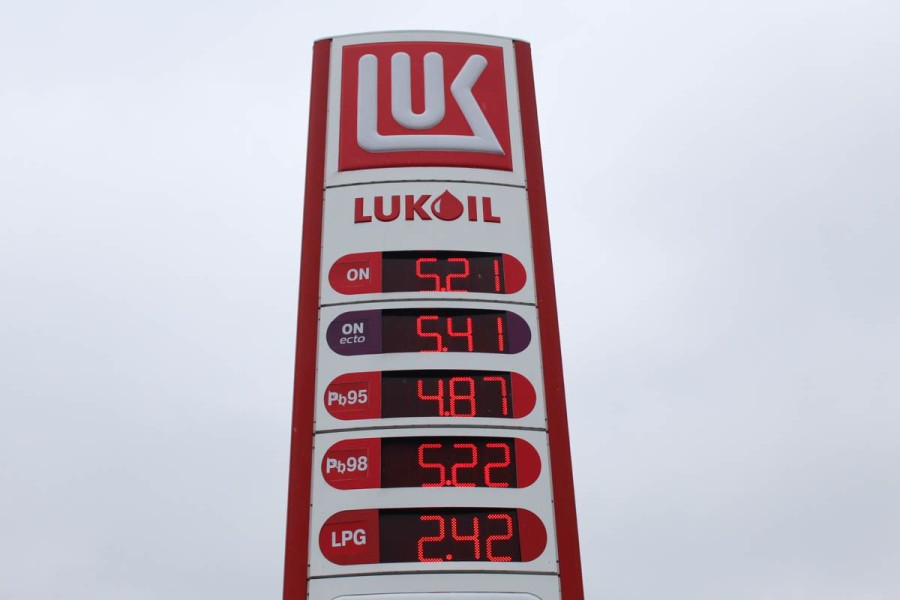 LUK
LUKOIL
ON 5.21
ON ecto 5.41
Pb95 4.87
Pb98 5.22
LPG 2.42